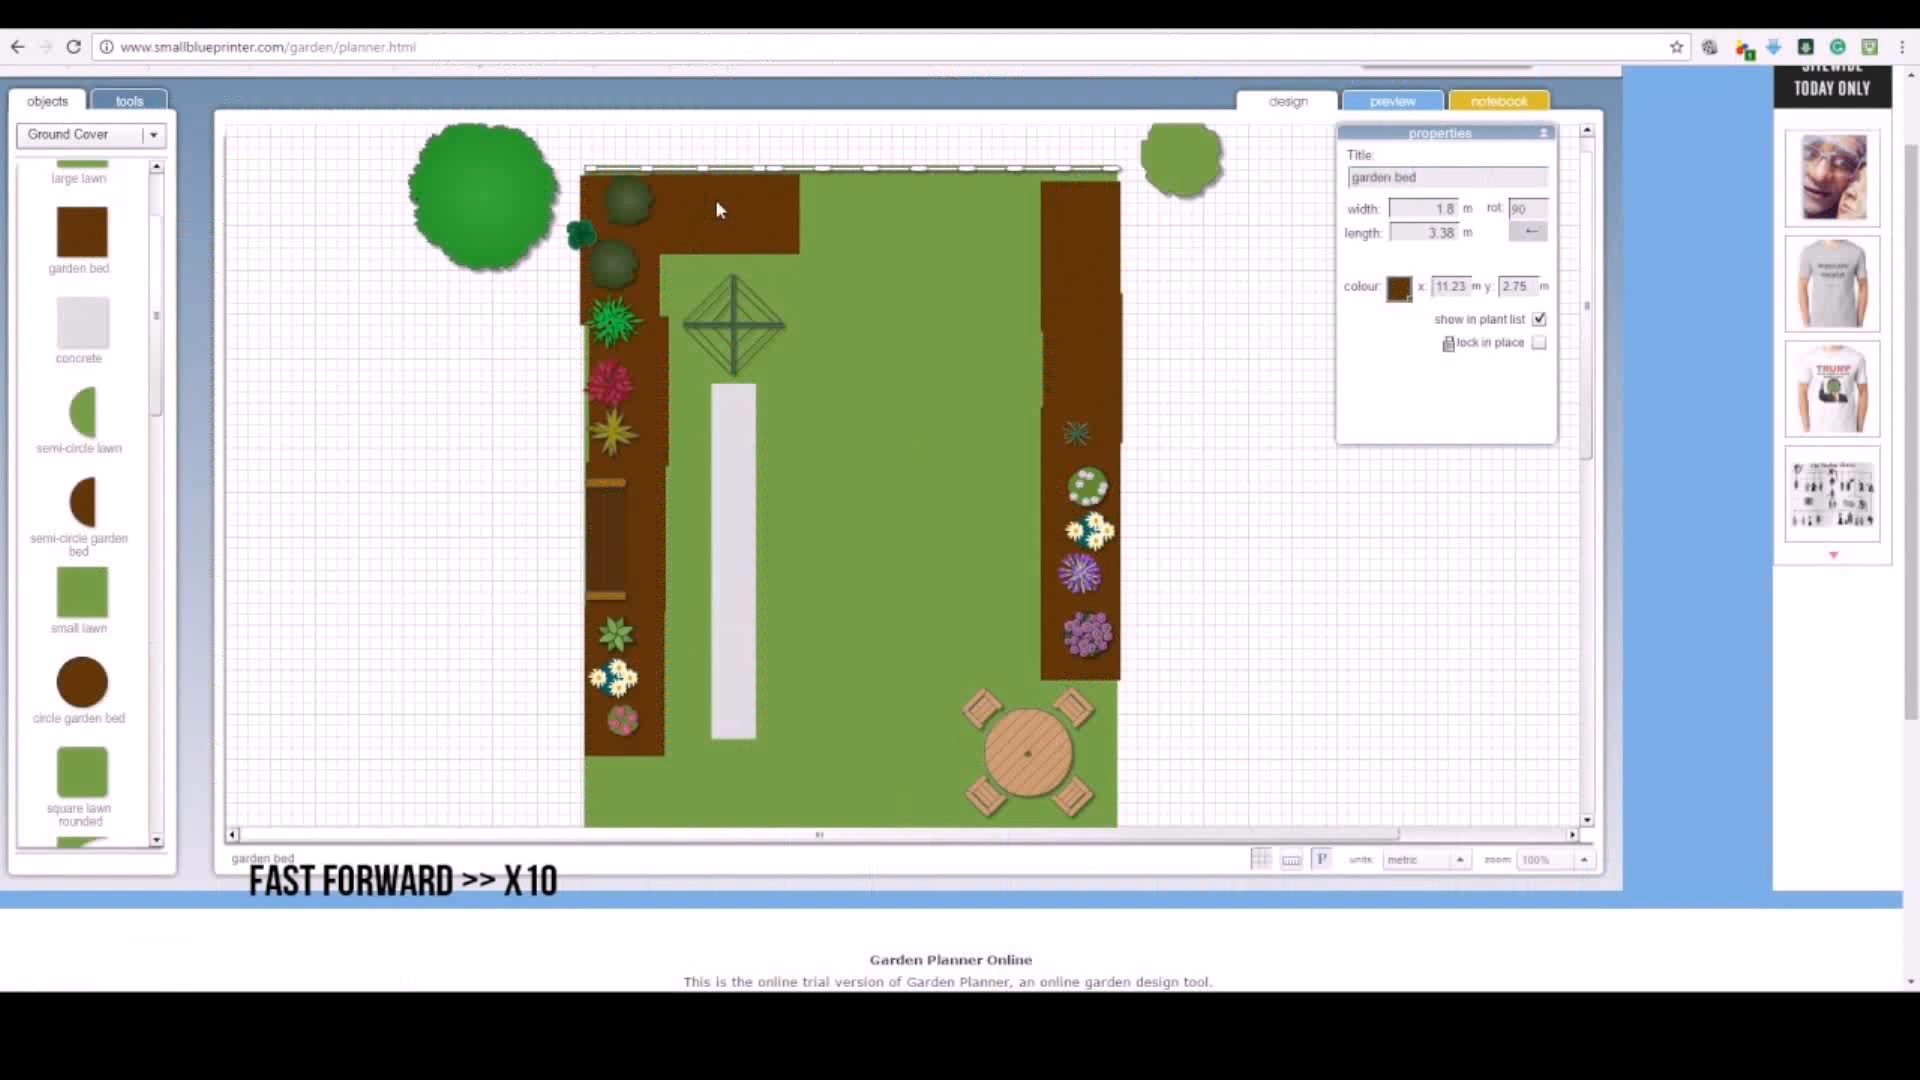 www.smallblueprinter.com/garden/planner.html
TODAY ONLY
objects
tools
design
preview
notebook
Ground Cover
properties
Title:
garden bed
width: 1.8 m rot: 90
length: 3.38 m
colour: x: 11.23 m y: 2.75 m
show in plant list
lock in place
large lawn
garden bed
concrete
semi-circle lawn
semi-circle garden
bed
small lawn
circle garden bed
square lawn
rounded
TRUMP
garden bed
P units: metric zoom: 100%
FAST FORWARD >> X10
Garden Planner Online
This is the online trial version of Garden Planner, an online garden design tool.